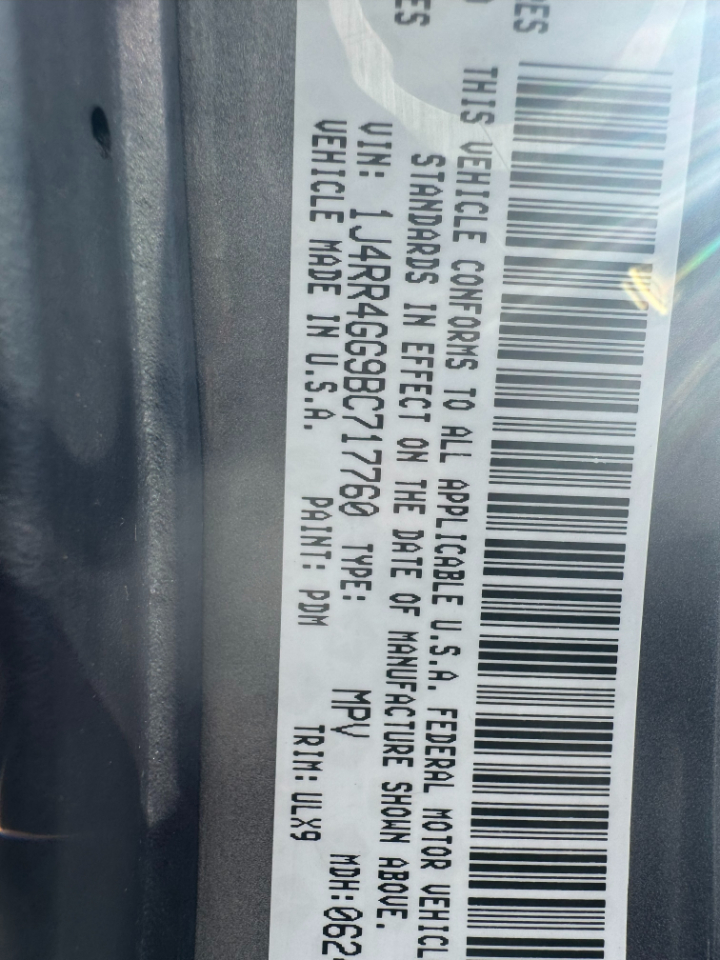 THIS VEHICLE CONFORMS TO ALL APPLICABLE U.S.A. FEDERAL MOTOR VEHICL
STANDARDS IN EFFECT ON THE DATE OF MANUFACTURE SHOWN ABOVE.
VIN: 1J4RR4GG9BC717760 TYPE: MPV MDH:062
VEHICLE MADE IN U.S.A. PAINT: PDM TRIM: ULX9